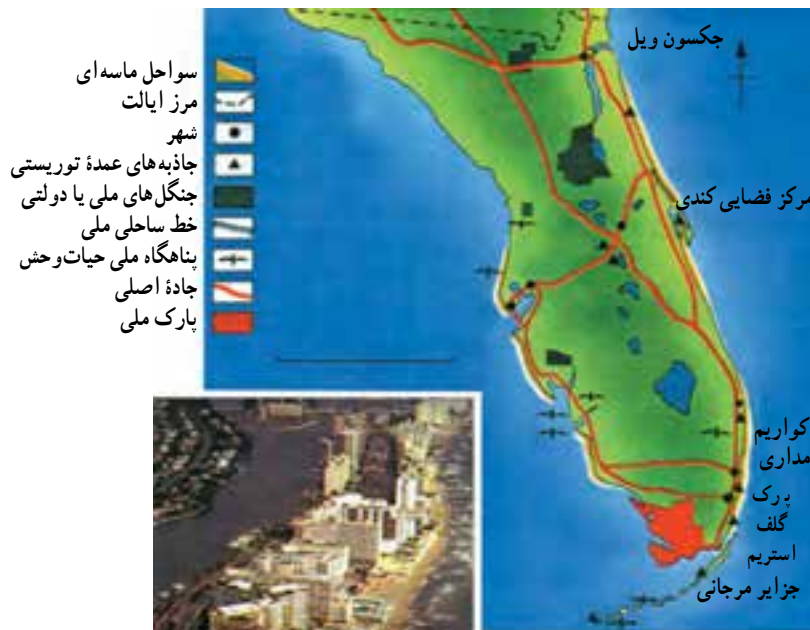 جکسون ویل
سواحل ماسه‌ای
مرز ایالت
شهر
جاذبه‌های عمدهٔ توریستی
جنگل‌های ملی یا دولتی
خط ساحلی ملی
پناهگاه ملی حیات‌وحش
جادهٔ اصلی
پارک ملی
مرکز فضایی کندی
کواریم
مداری
پرک
گلف
استریم
جزایر مرجانی